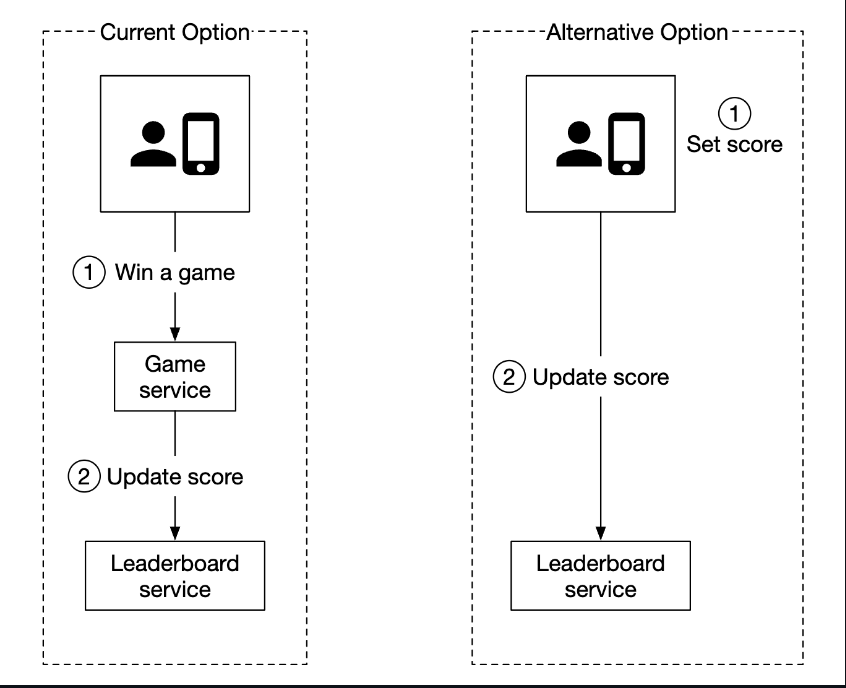 Current Option
1 Win a game
Game
service
2 Update score
Leaderboard
service
Alternative Option
1
Set score
2 Update score
Leaderboard
service